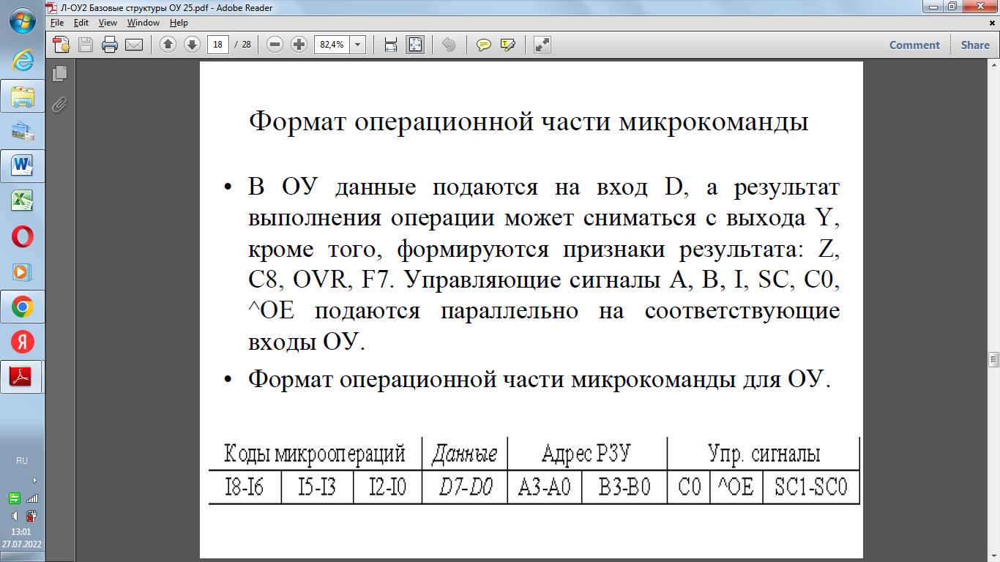 Л-ОУ2 Базовые структуры ОУ 25.pdf - Adobe Reader
File Edit View Window Help
18 / 28 82,4% Comment Share
Формат операционной части микрокоманды
• В ОУ данные подаются на вход D, а результат
выполнения операции может сниматься с выхода Y,
кроме того, формируются признаки результата: Z,
C8, OVR, F7. Управляющие сигналы A, B, I, SC, C0,
^OE подаются параллельно на соответствующие
входы ОУ.
• Формат операционной части микрокоманды для ОУ.
Коды микроопераций Данные Адрес РЗУ Упр. сигналы
I8-I6 I5-I3 I2-I0 D7-D0 A3-A0 B3-B0 C0 ^OE SC1-SC0
RU
13:01
27.07.2022